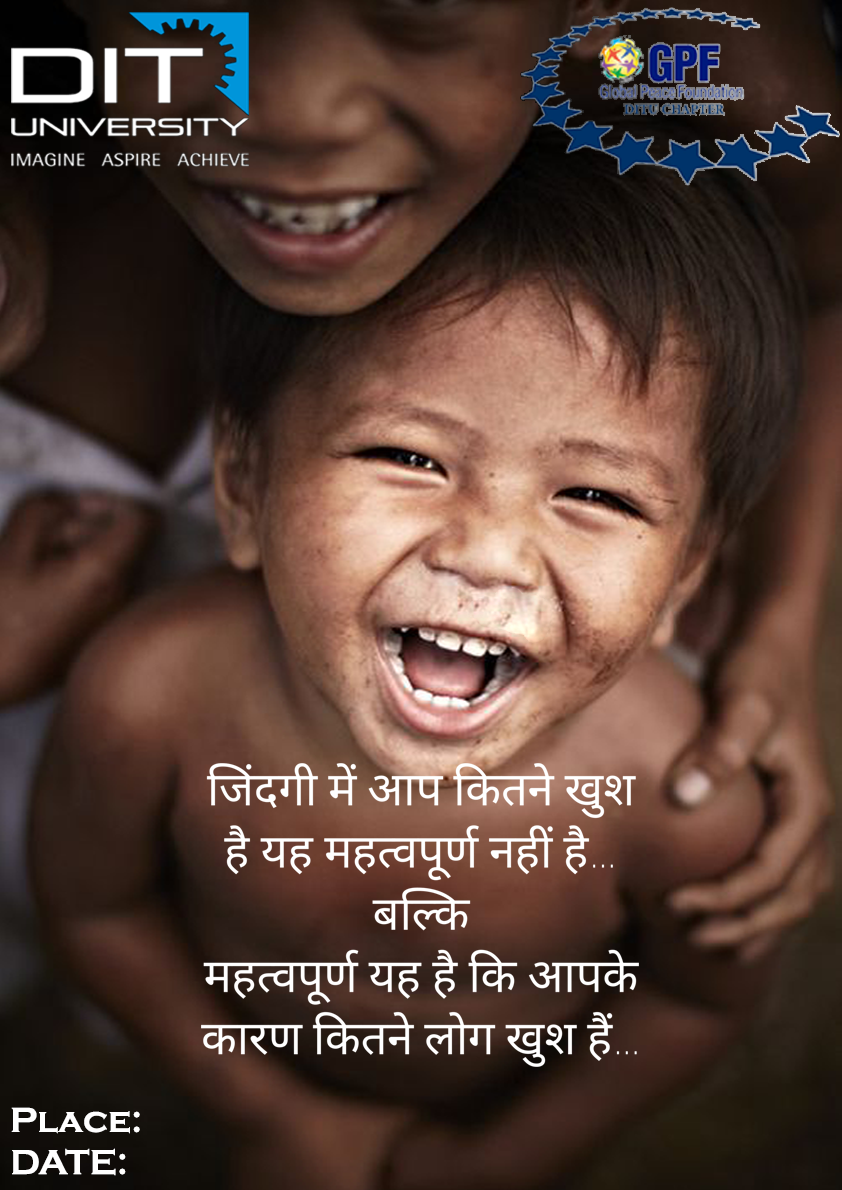 DIT
UNIVERSITY
IMAGINE ASPIRE ACHIEVE
GPF
Global Peace Foundation
DITU CHAPTER
जिंदगी में आप कितने खुश
है यह महत्वपूर्ण नहीं है...
बल्कि
महत्वपूर्ण यह है कि आपके
कारण कितने लोग खुश हैं...
PLACE:
DATE: